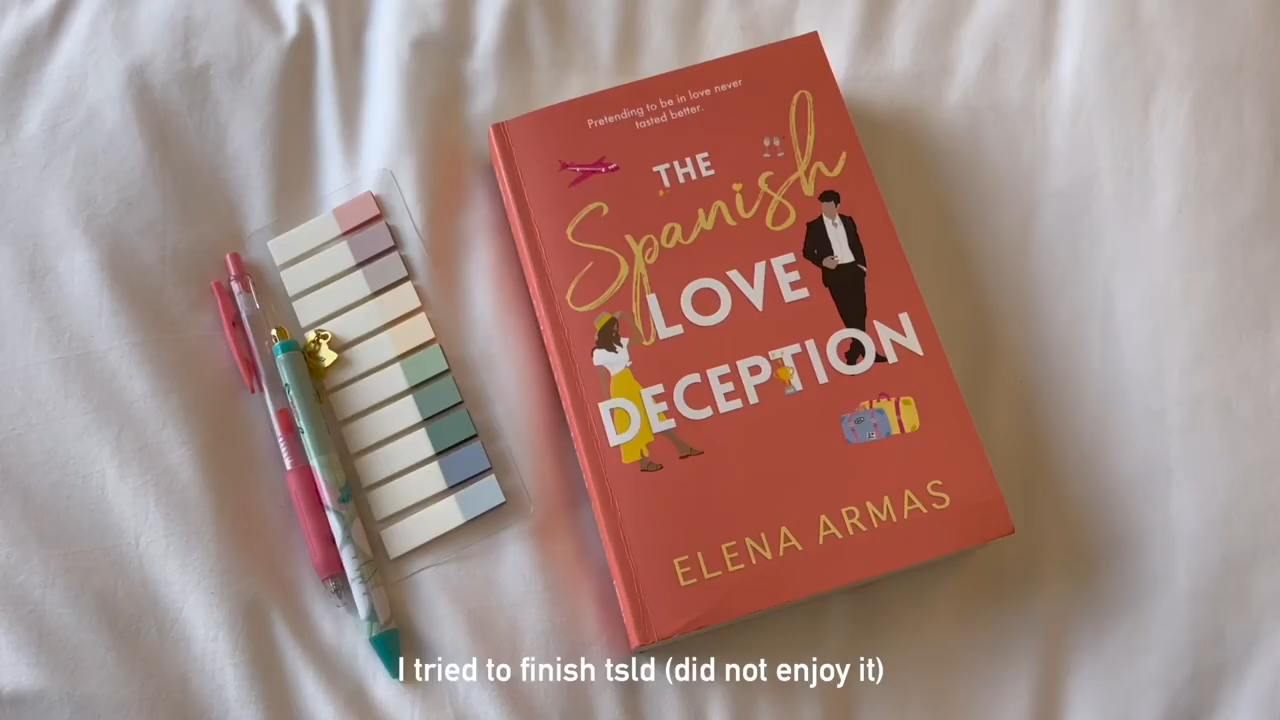 Pretending to be in love never
tasted better.
THE
Spanish
LOVE
DECEPTION
ELENA ARMAS
I tried to finish tsld (did not enjoy it)